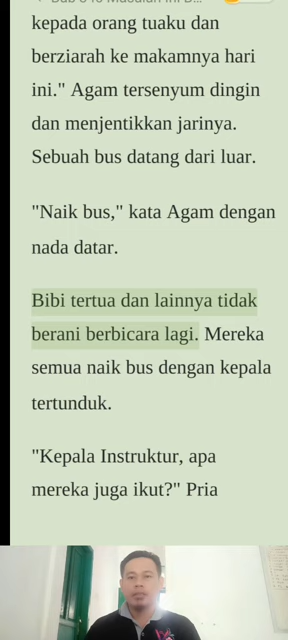 kepada orang tuaku dan
berziarah ke makamnya hari
ini." Agam tersenyum dingin
dan menjentikkan jarinya.
Sebuah bus datang dari luar.
"Naik bus," kata Agam dengan
nada datar.
Bibi tertua dan lainnya tidak
berani berbicara lagi. Mereka
semua naik bus dengan kepala
tertunduk.
"Kepala Instruktur, apa
mereka juga ikut?" Pria